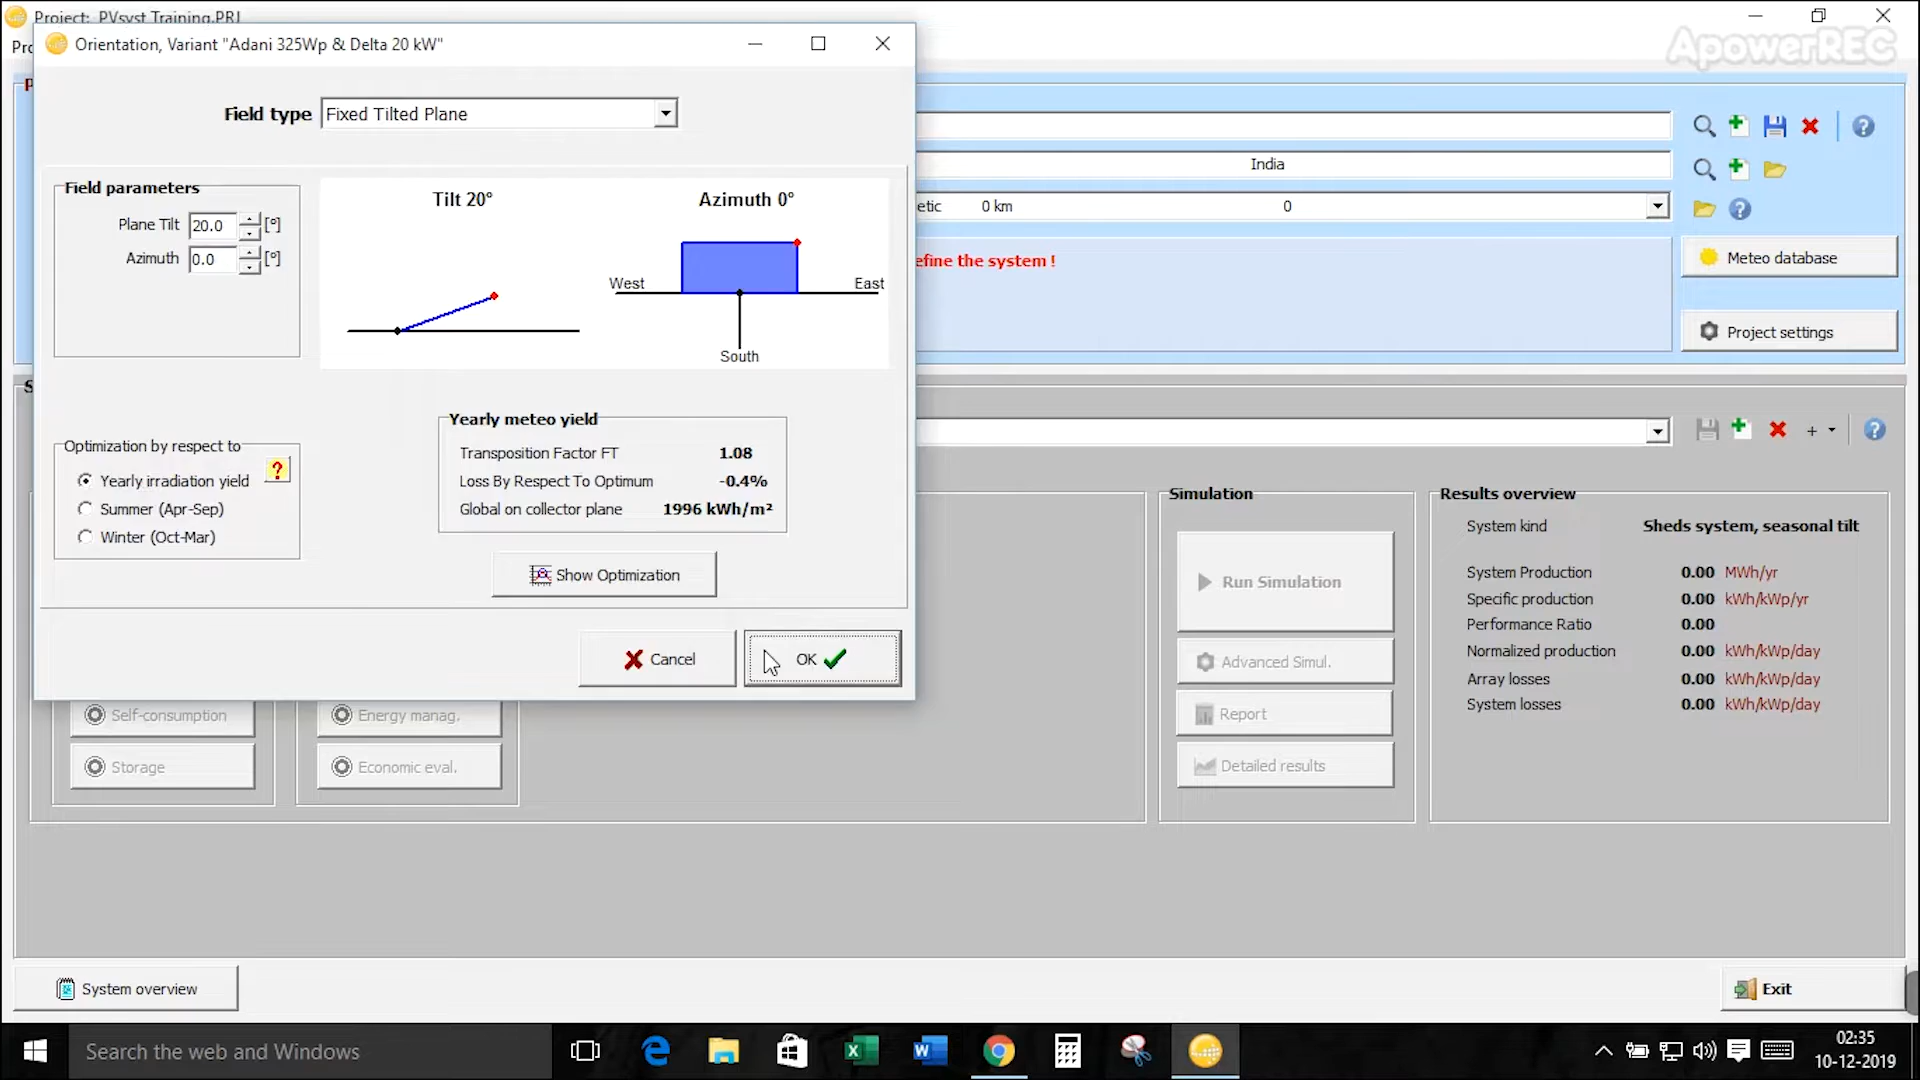 Project: PVsyst Training.PRJ
ApowerREC
Orientation, Variant "Adani 325Wp & Delta 20 kW"
Field type Fixed Tilted Plane
Field parameters
Plane Tilt 20.0 [°]
Azimuth 0.0 [°]
Tilt 20°
Azimuth 0°
West
East
South
Optimization by respect to
Yearly irradiation yield
Summer (Apr-Sep)
Winter (Oct-Mar)
?
Yearly meteo yield
Transposition Factor FT 1.08
Loss By Respect To Optimum -0.4%
Global on collector plane 1996 kWh/m²
Show Optimization
Cancel
OK
India
etic 0 km 0
efine the system !
Meteo database
Project settings
Simulation
Run Simulation
Advanced Simul.
Report
Detailed results
Results overview
System kind Sheds system, seasonal tilt
System Production 0.00 MWh/yr
Specific production 0.00 kWh/kWp/yr
Performance Ratio 0.00
Normalized production 0.00 kWh/kWp/day
Array losses 0.00 kWh/kWp/day
System losses 0.00 kWh/kWp/day
Self-consumption
Energy manag.
Storage
Economic eval.
System overview
Exit
Search the web and Windows
02:35
10-12-2019